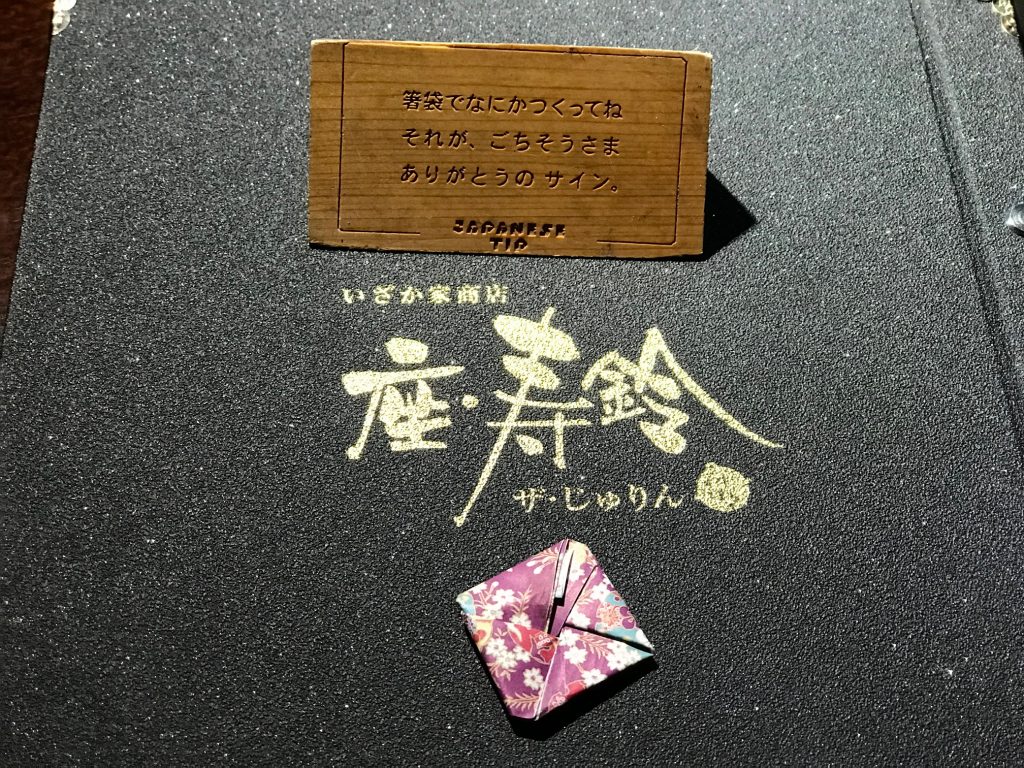 箸袋でなにかつくってね
それが、ごちそうさま
ありがとうの サイン。
JAPANESE
TIP
いざか家商店
座・寿鈴
ザ・じゅりん